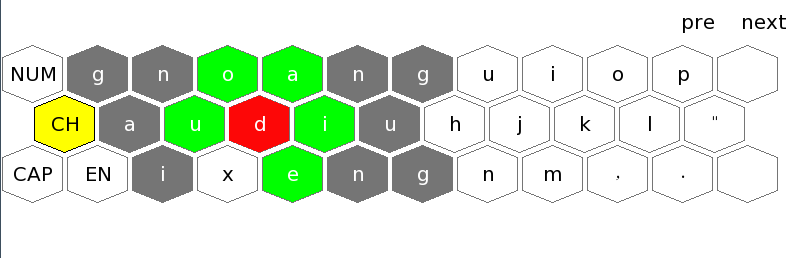 pre next
NUM g n o a n g u i o p
CH a u d i u h j k l "
CAP EN i x e n g n m , .